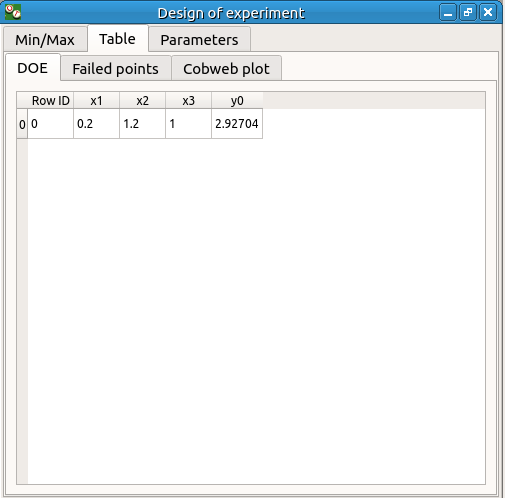 Design of experiment
Min/Max Table Parameters
DOE Failed points Cobweb plot
Row ID x1 x2 x3 y0
0 0 0.2 1.2 1 2.92704